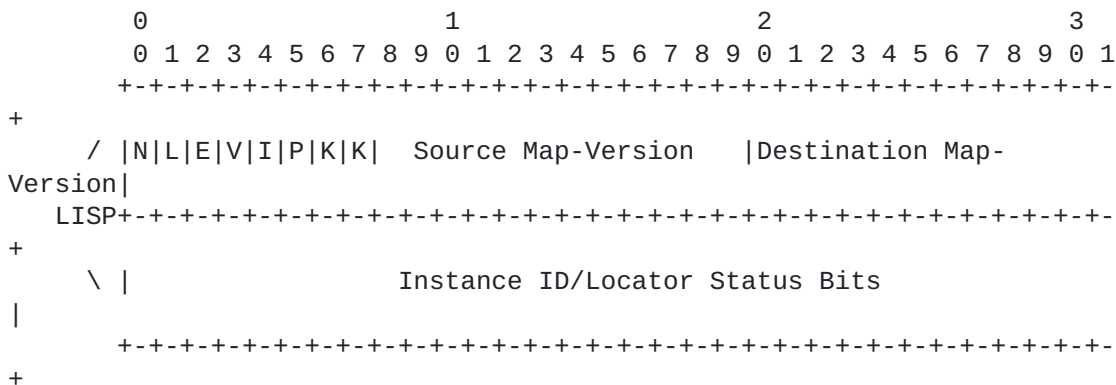 0                   1                   2                   3
        0 1 2 3 4 5 6 7 8 9 0 1 2 3 4 5 6 7 8 9 0 1 2 3 4 5 6 7 8 9 0 1
       +-+-+-+-+-+-+-+-+-+-+-+-+-+-+-+-+-+-+-+-+-+-+-+-+-+-+-+-+-+-+-+-
+
     / |N|L|E|V|I|P|K|K|  Source Map-Version   |Destination Map-
Version|
   LISP+-+-+-+-+-+-+-+-+-+-+-+-+-+-+-+-+-+-+-+-+-+-+-+-+-+-+-+-+-+-+-+-
+
     \ |                 Instance ID/Locator Status Bits
|
       +-+-+-+-+-+-+-+-+-+-+-+-+-+-+-+-+-+-+-+-+-+-+-+-+-+-+-+-+-+-+-+-
+